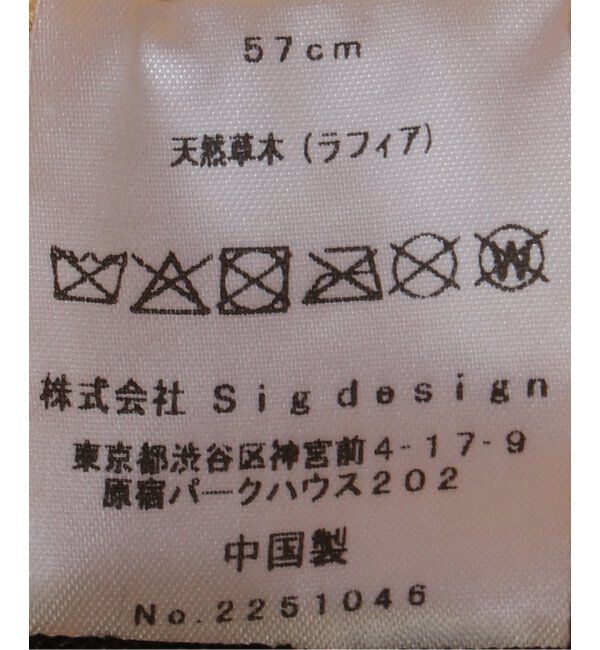 57cm
天然草木(ラフィア)
W
株式会社 Sigdesign
東京都渋谷区神宮前4-17-9
原宿パークハウス202
中国製
No.2251046